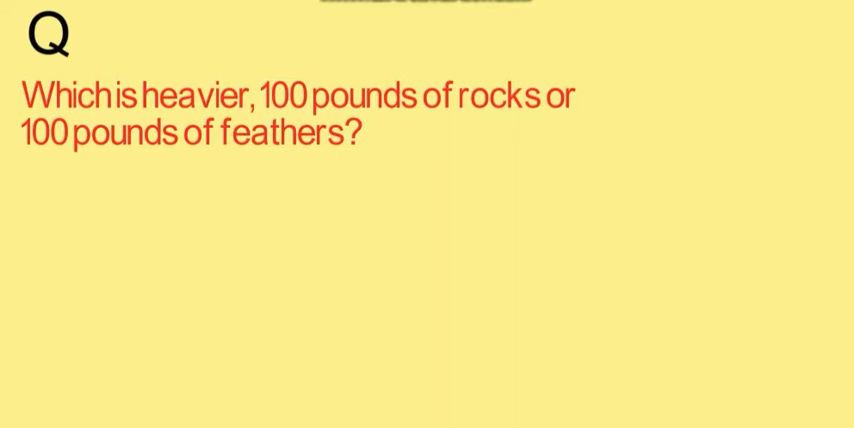 Q
Which is heavier, 100 pounds of rocks or
100 pounds of feathers?